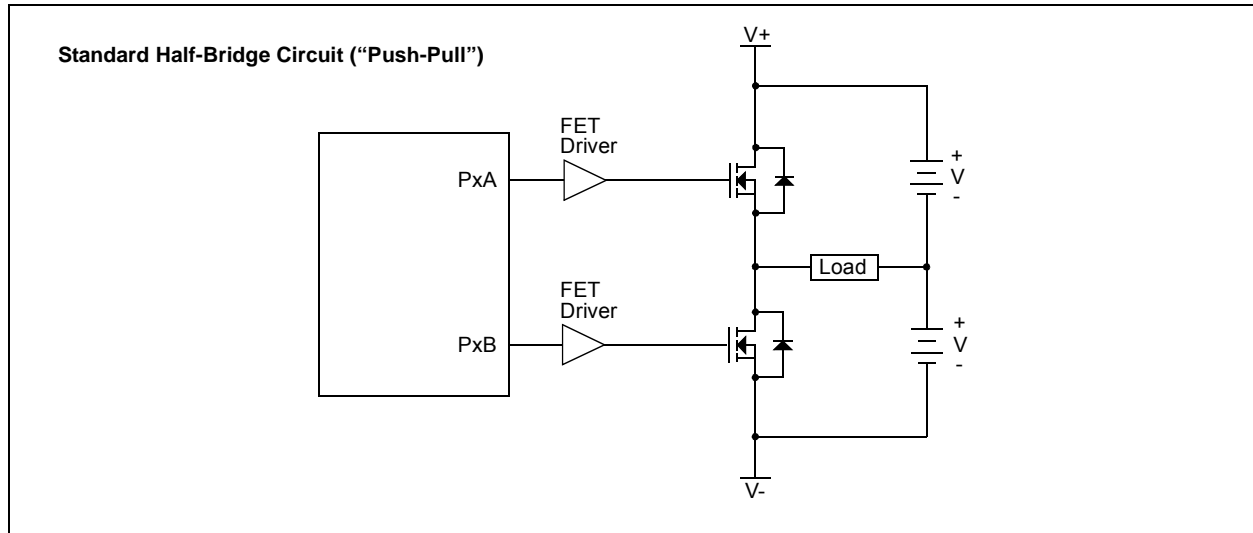 Standard Half-Bridge Circuit (“Push-Pull”)
V+
FET
Driver
PxA
+
V
-
Load
FET
Driver
PxB
+
V
-
V-